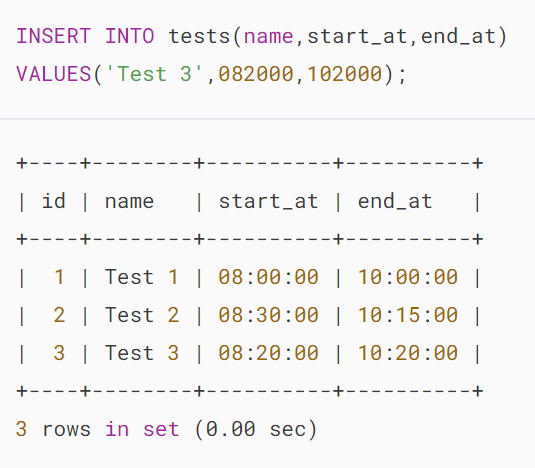 INSERT INTO tests(name,start_at,end_at)
VALUES('Test 3',082000,102000);
+----+--------+----------+----------+
| id | name   | start_at | end_at   |
+----+--------+----------+----------+
|  1 | Test 1 | 08:00:00 | 10:00:00 |
|  2 | Test 2 | 08:30:00 | 10:15:00 |
|  3 | Test 3 | 08:20:00 | 10:20:00 |
+----+--------+----------+----------+
3 rows in set (0.00 sec)